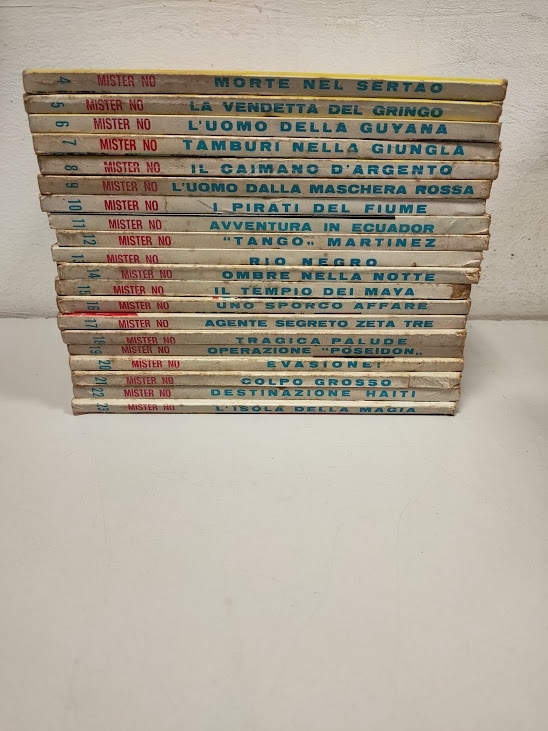 4 MISTER NO MORTE NEL SERTAO
5 MISTER NO LA VENDETTA DEL GRINGO
6 MISTER NO L'UOMO DELLA GUYANA
7 MISTER NO TAMBURI NELLA GIUNGLA
8 MISTER NO IL CAIMANO D'ARGENTO
9 MISTER NO L'UOMO DALLA MASCHERA ROSSA
10 MISTER NO I PIRATI DEL FIUME
11 MISTER NO AVVENTURA IN ECUADOR
12 MISTER NO "TANGO,, MARTINEZ
13 MISTER NO RIO NEGRO
14 MISTER NO OMBRE NELLA NOTTE
15 MISTER NO IL TEMPIO DEI MAYA
16 MISTER NO UNO SPORCO AFFARE
17 MISTER NO AGENTE SEGRETO ZETA TRE
18 MISTER NO TRAGICA PALUDE
19 MISTER NO OPERAZIONE "POSEIDON,,
20 MISTER NO EVASIONE!
21 MISTER NO COLPO GROSSO
22 MISTER NO DESTINAZIONE HAITI
23 MISTER NO L'ISOLA DELLA MAGIA